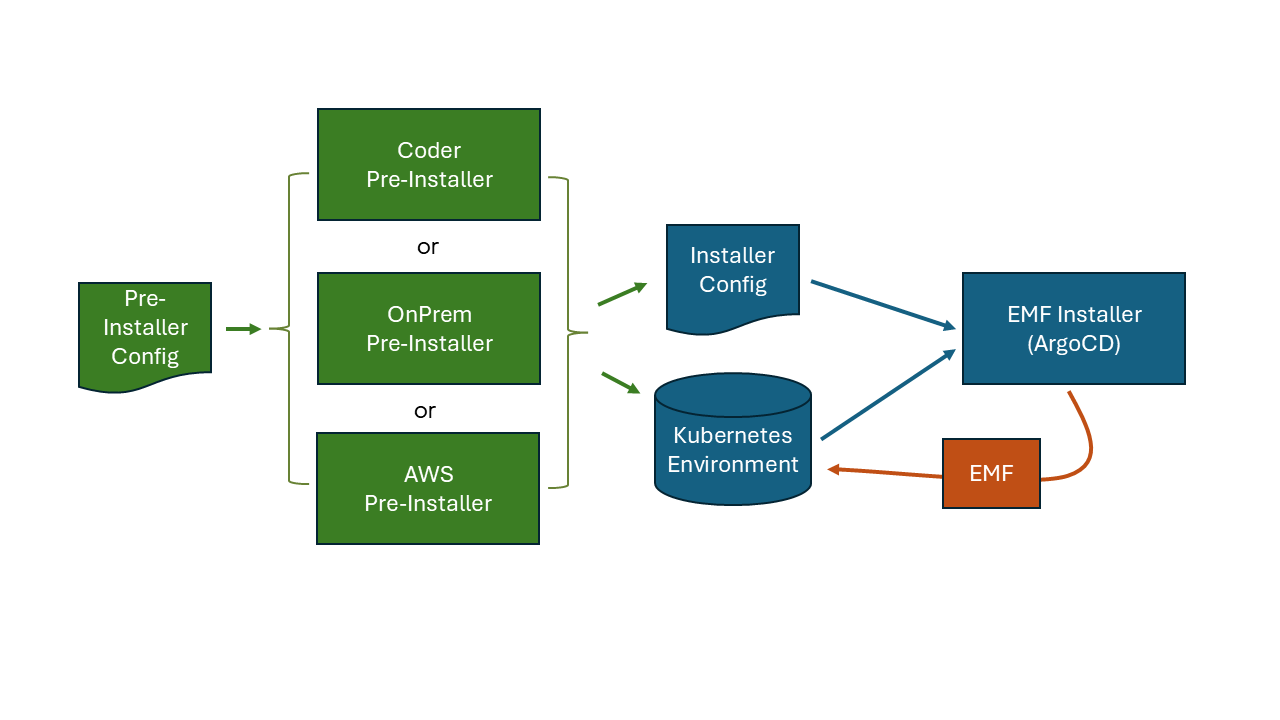 Pre-
Installer
Config
Coder
Pre-Installer
or
OnPrem
Pre-Installer
or
AWS
Pre-Installer
Installer
Config
Kubernetes
Environment
EMF Installer
(ArgoCD)
EMF